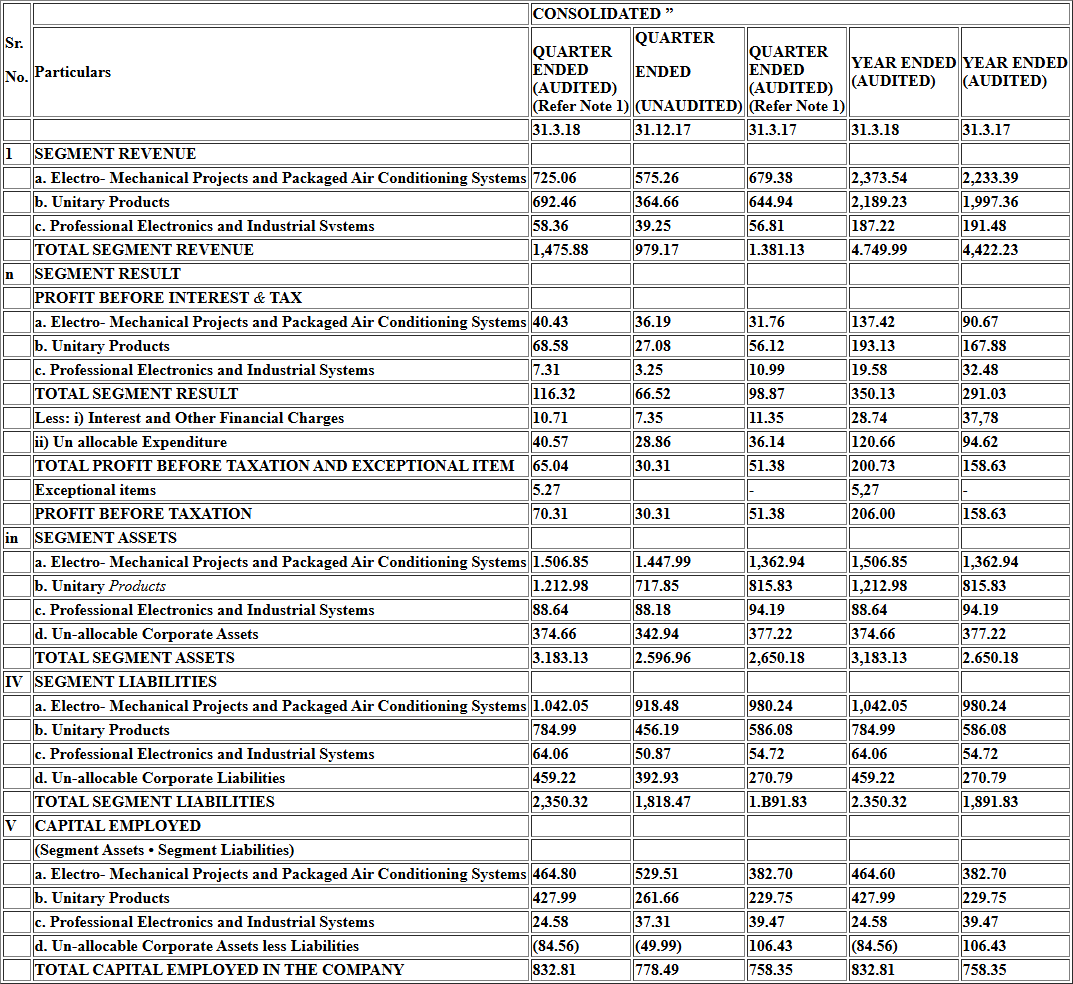 CONSOLIDATED ”
Sr. No. Particulars QUARTER ENDED (AUDITED) (Refer Note 1) QUARTER ENDED (UNAUDITED) QUARTER ENDED (AUDITED) (Refer Note 1) YEAR ENDED (AUDITED) YEAR ENDED (AUDITED)
31.3.18 31.12.17 31.3.17 31.3.18 31.3.17
1 SEGMENT REVENUE
a. Electro- Mechanical Projects and Packaged Air Conditioning Systems 725.06 575.26 679.38 2,373.54 2,233.39
b. Unitary Products 692.46 364.66 644.94 2,189.23 1,997.36
c. Professional Electronics and Industrial Svstems 58.36 39.25 56.81 187.22 191.48
TOTAL SEGMENT REVENUE 1,475.88 979.17 1.381.13 4.749.99 4,422.23
n SEGMENT RESULT
PROFIT BEFORE INTEREST & TAX
a. Electro- Mechanical Projects and Packaged Air Conditioning Systems 40.43 36.19 31.76 137.42 90.67
b. Unitary Products 68.58 27.08 56.12 193.13 167.88
c. Professional Electronics and Industrial Systems 7.31 3.25 10.99 19.58 32.48
TOTAL SEGMENT RESULT 116.32 66.52 98.87 350.13 291.03
Less: i) Interest and Other Financial Charges 10.71 7.35 11.35 28.74 37,78
ii) Un allocable Expenditure 40.57 28.86 36.14 120.66 94.62
TOTAL PROFIT BEFORE TAXATION AND EXCEPTIONAL ITEM 65.04 30.31 51.38 200.73 158.63
Exceptional items 5.27 - 5,27 -
PROFIT BEFORE TAXATION 70.31 30.31 51.38 206.00 158.63
in SEGMENT ASSETS
a. Electro- Mechanical Projects and Packaged Air Conditioning Systems 1.506.85 1.447.99 1,362.94 1,506.85 1,362.94
b. Unitary Products 1.212.98 717.85 815.83 1,212.98 815.83
c. Professional Electronics and Industrial Systems 88.64 88.18 94.19 88.64 94.19
d. Un-allocable Corporate Assets 374.66 342.94 377.22 374.66 377.22
TOTAL SEGMENT ASSETS 3.183.13 2.596.96 2,650.18 3,183.13 2.650.18
IV SEGMENT LIABILITIES
a. Electro- Mechanical Projects and Packaged Air Conditioning Systems 1.042.05 918.48 980.24 1,042.05 980.24
b. Unitary Products 784.99 456.19 586.08 784.99 586.08
c. Professional Electronics and Industrial Systems 64.06 50.87 54.72 64.06 54.72
d. Un-allocable Corporate Liabilities 459.22 392.93 270.79 459.22 270.79
TOTAL SEGMENT LIABILITIES 2,350.32 1,818.47 1.B91.83 2.350.32 1,891.83
V CAPITAL EMPLOYED
(Segment Assets • Segment Liabilities)
a. Electro- Mechanical Projects and Packaged Air Conditioning Systems 464.80 529.51 382.70 464.60 382.70
b. Unitary Products 427.99 261.66 229.75 427.99 229.75
c. Professional Electronics and Industrial Systems 24.58 37.31 39.47 24.58 39.47
d. Un-allocable Corporate Assets less Liabilities (84.56) (49.99) 106.43 (84.56) 106.43
TOTAL CAPITAL EMPLOYED IN THE COMPANY 832.81 778.49 758.35 832.81 758.35